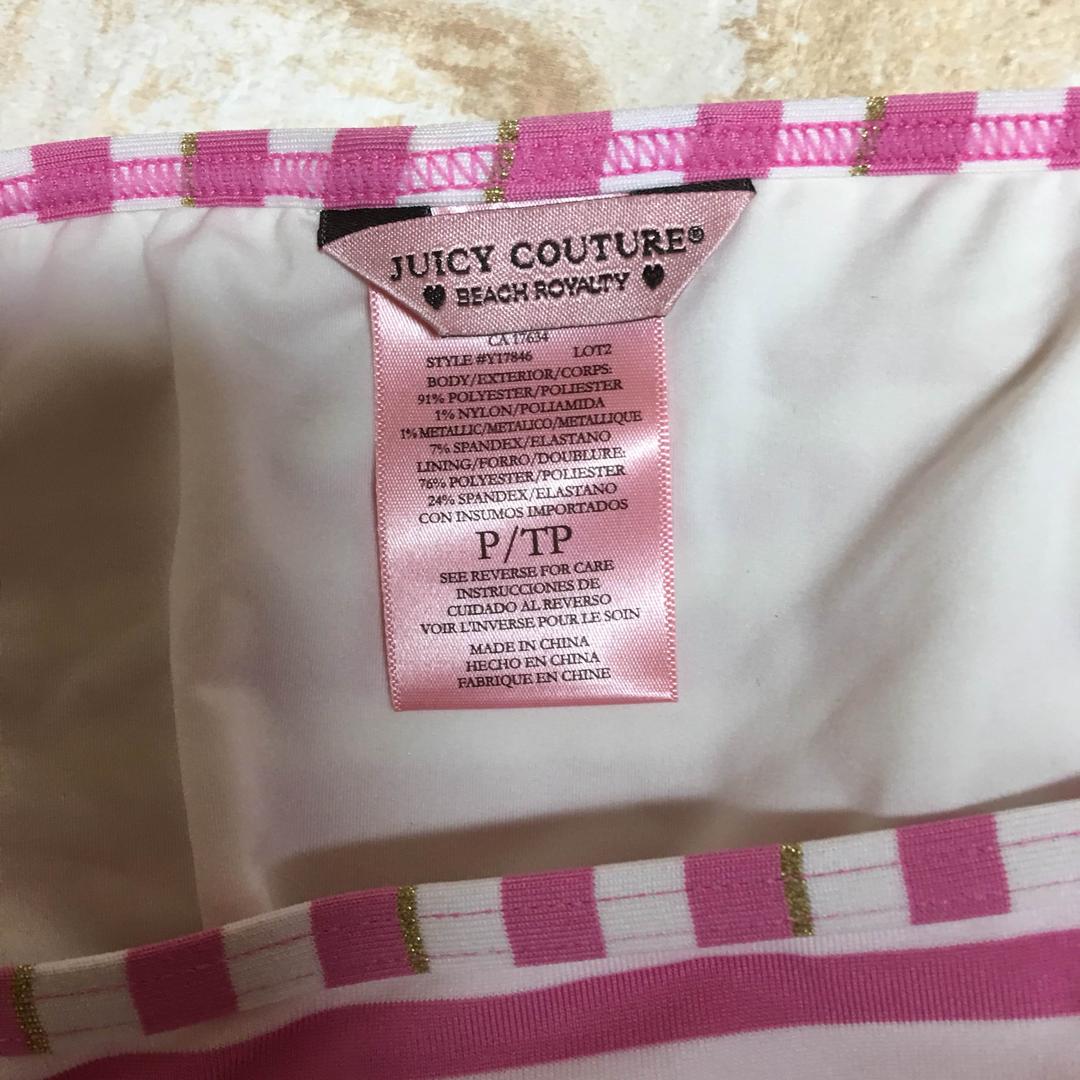 JUICY COUTURE®
♥ BEACH ROYALTY ♥
CA 17634
STYLE #Y17846 LOT2
BODY/EXTERIOR/CORPS:
91% POLYESTER/POLIESTER
1% NYLON/POLIAMIDA
1% METALLIC/METALICO/METALLIQUE
7% SPANDEX/ELASTANO
LINING/FORRO/DOUBLURE:
76% POLYESTER/POLIESTER
24% SPANDEX/ELASTANO
CON INSUMOS IMPORTADOS
P/TP
SEE REVERSE FOR CARE
INSTRUCCIONES DE
CUIDADO AL REVERSO
VOIR L'INVERSE POUR LE SOIN
MADE IN CHINA
HECHO EN CHINA
FABRIQUE EN CHINE